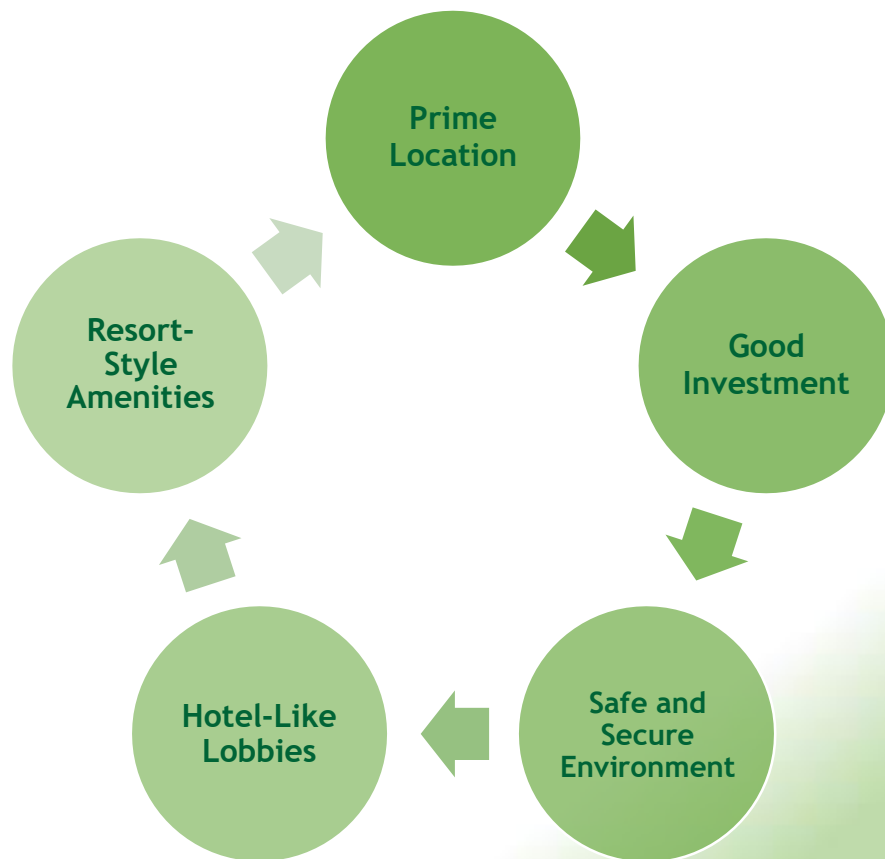 Prime
Location
Good
Investment
Safe and
Secure
Environment
Hotel-Like
Lobbies
Resort-
Style
Amenities